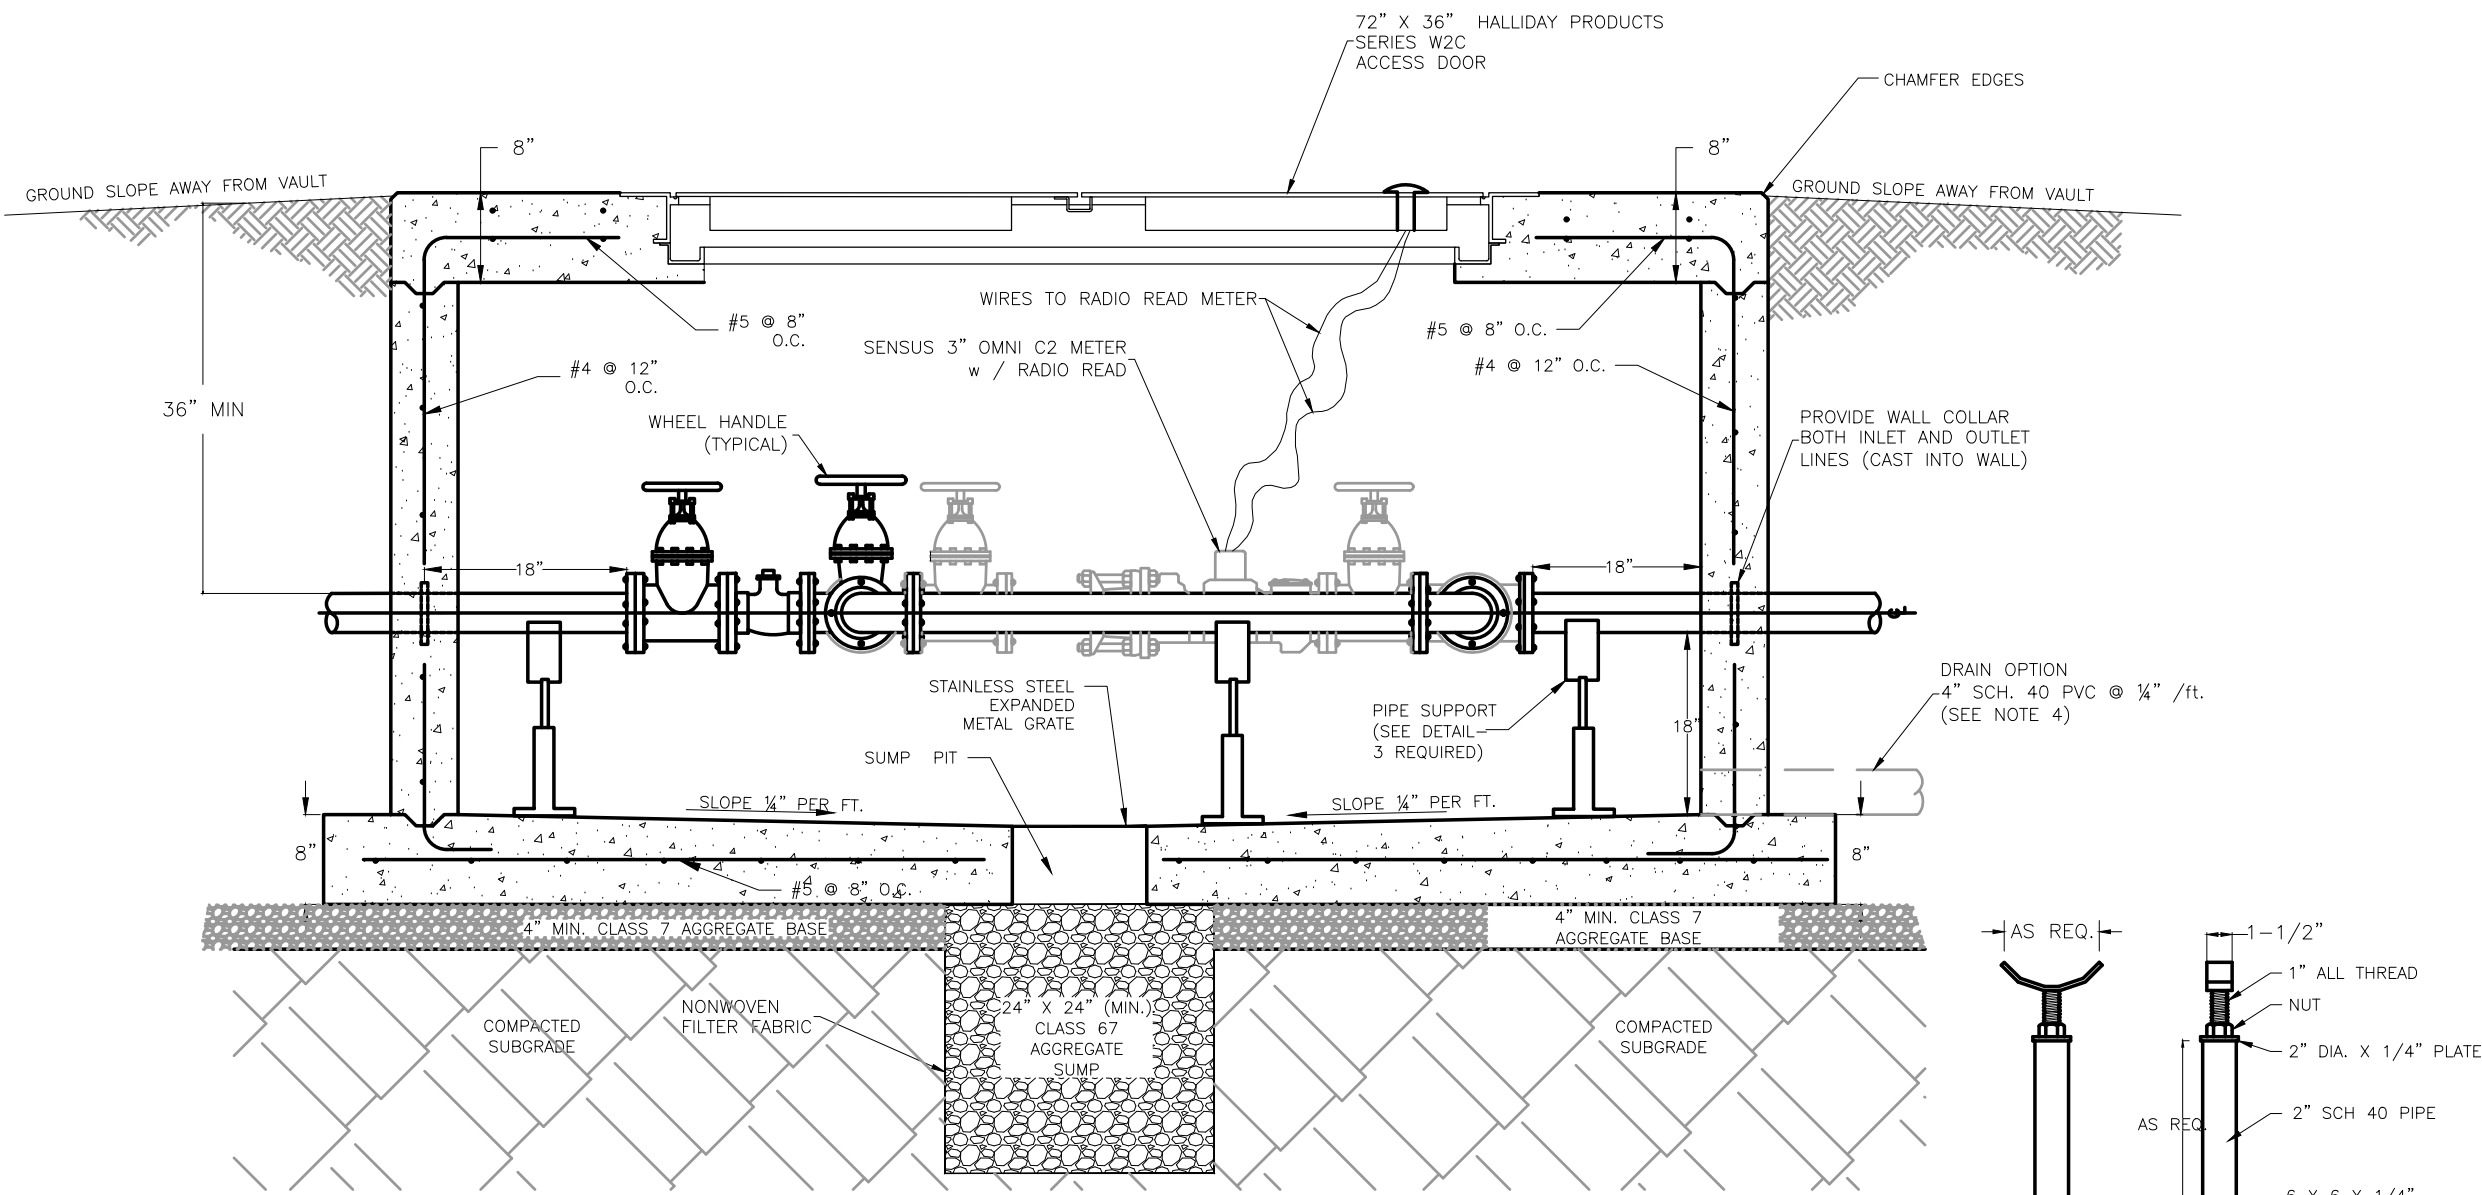 72” X 36” HALLIDAY PRODUCTS
SERIES W2C
ACCESS DOOR
CHAMFER EDGES
8”
8”
GROUND SLOPE AWAY FROM VAULT
GROUND SLOPE AWAY FROM VAULT
WIRES TO RADIO READ METER
#5 @ 8”
O.C.
#5 @ 8” O.C.
SENSUS 3” OMNI C2 METER
w / RADIO READ
#4 @ 12”
O.C.
#4 @ 12” O.C.
36” MIN
WHEEL HANDLE
(TYPICAL)
PROVIDE WALL COLLAR
BOTH INLET AND OUTLET
LINES (CAST INTO WALL)
18”
18”
STAINLESS STEEL
EXPANDED
METAL GRATE
PIPE SUPPORT
(SEE DETAIL–
3 REQUIRED)
18”
DRAIN OPTION
4” SCH. 40 PVC @ ¼” /ft.
(SEE NOTE 4)
SUMP PIT
SLOPE ¼” PER FT.
SLOPE ¼” PER FT.
8”
8”
#5 @ 8” O.C.
4” MIN. CLASS 7 AGGREGATE BASE
4” MIN. CLASS 7
AGGREGATE BASE
NONWOVEN
FILTER FABRIC
24” X 24” (MIN.)
CLASS 67
AGGREGATE
SUMP
COMPACTED
SUBGRADE
COMPACTED
SUBGRADE
AS REQ.
1–1/2”
1” ALL THREAD
NUT
2” DIA. X 1/4” PLATE
2” SCH 40 PIPE
AS REQ.
6 X 6 X 1/4”